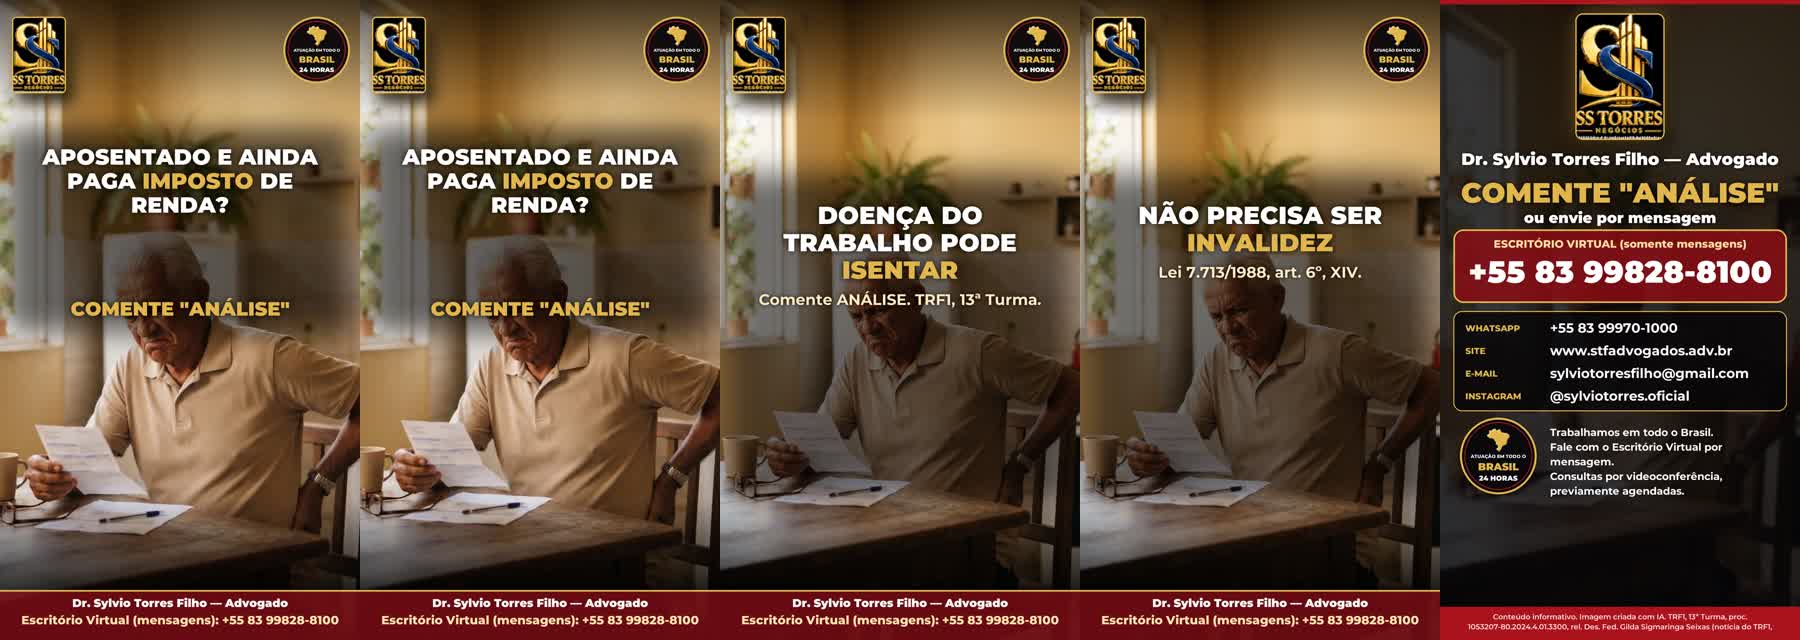 SS TORRES
NEGÓCIOS
ATUAÇÃO EM TODO O
BRASIL
24 HORAS
APOSENTADO E AINDA
PAGA IMPOSTO DE
RENDA?
COMENTE "ANÁLISE"
Dr. Sylvio Torres Filho — Advogado
Escritório Virtual (mensagens): +55 83 99828-8100
SS TORRES
NEGÓCIOS
ATUAÇÃO EM TODO O
BRASIL
24 HORAS
APOSENTADO E AINDA
PAGA IMPOSTO DE
RENDA?
COMENTE "ANÁLISE"
Dr. Sylvio Torres Filho — Advogado
Escritório Virtual (mensagens): +55 83 99828-8100
SS TORRES
NEGÓCIOS
ATUAÇÃO EM TODO O
BRASIL
24 HORAS
DOENÇA DO
TRABALHO PODE
ISENTAR
Comente ANÁLISE. TRF1, 13ª Turma.
Dr. Sylvio Torres Filho — Advogado
Escritório Virtual (mensagens): +55 83 99828-8100
SS TORRES
NEGÓCIOS
ATUAÇÃO EM TODO O
BRASIL
24 HORAS
NÃO PRECISA SER
INVALIDEZ
Lei 7.713/1988, art. 6º, XIV.
Dr. Sylvio Torres Filho — Advogado
Escritório Virtual (mensagens): +55 83 99828-8100
SS TORRES
NEGÓCIOS
Dr. Sylvio Torres Filho — Advogado
COMENTE "ANÁLISE"
ou envie por mensagem
ESCRITÓRIO VIRTUAL (somente mensagens)
+55 83 99828-8100
WHATSAPP +55 83 99970-1000
SITE www.stfadvogados.adv.br
E-MAIL sylviotorresfilho@gmail.com
INSTAGRAM @sylviotorres.oficial
ATUAÇÃO EM TODO O
BRASIL
24 HORAS
Trabalhamos em todo o Brasil.
Fale com o Escritório Virtual por
mensagem.
Consultas por videoconferência,
previamente agendadas.
Conteúdo informativo. Imagem criada com IA. TRF1, 13ª Turma, proc.
1053207-80.2024.4.01.3300, rel. Des. Fed. Gilda Sigmaringa Seixas (notícia do TRF1,